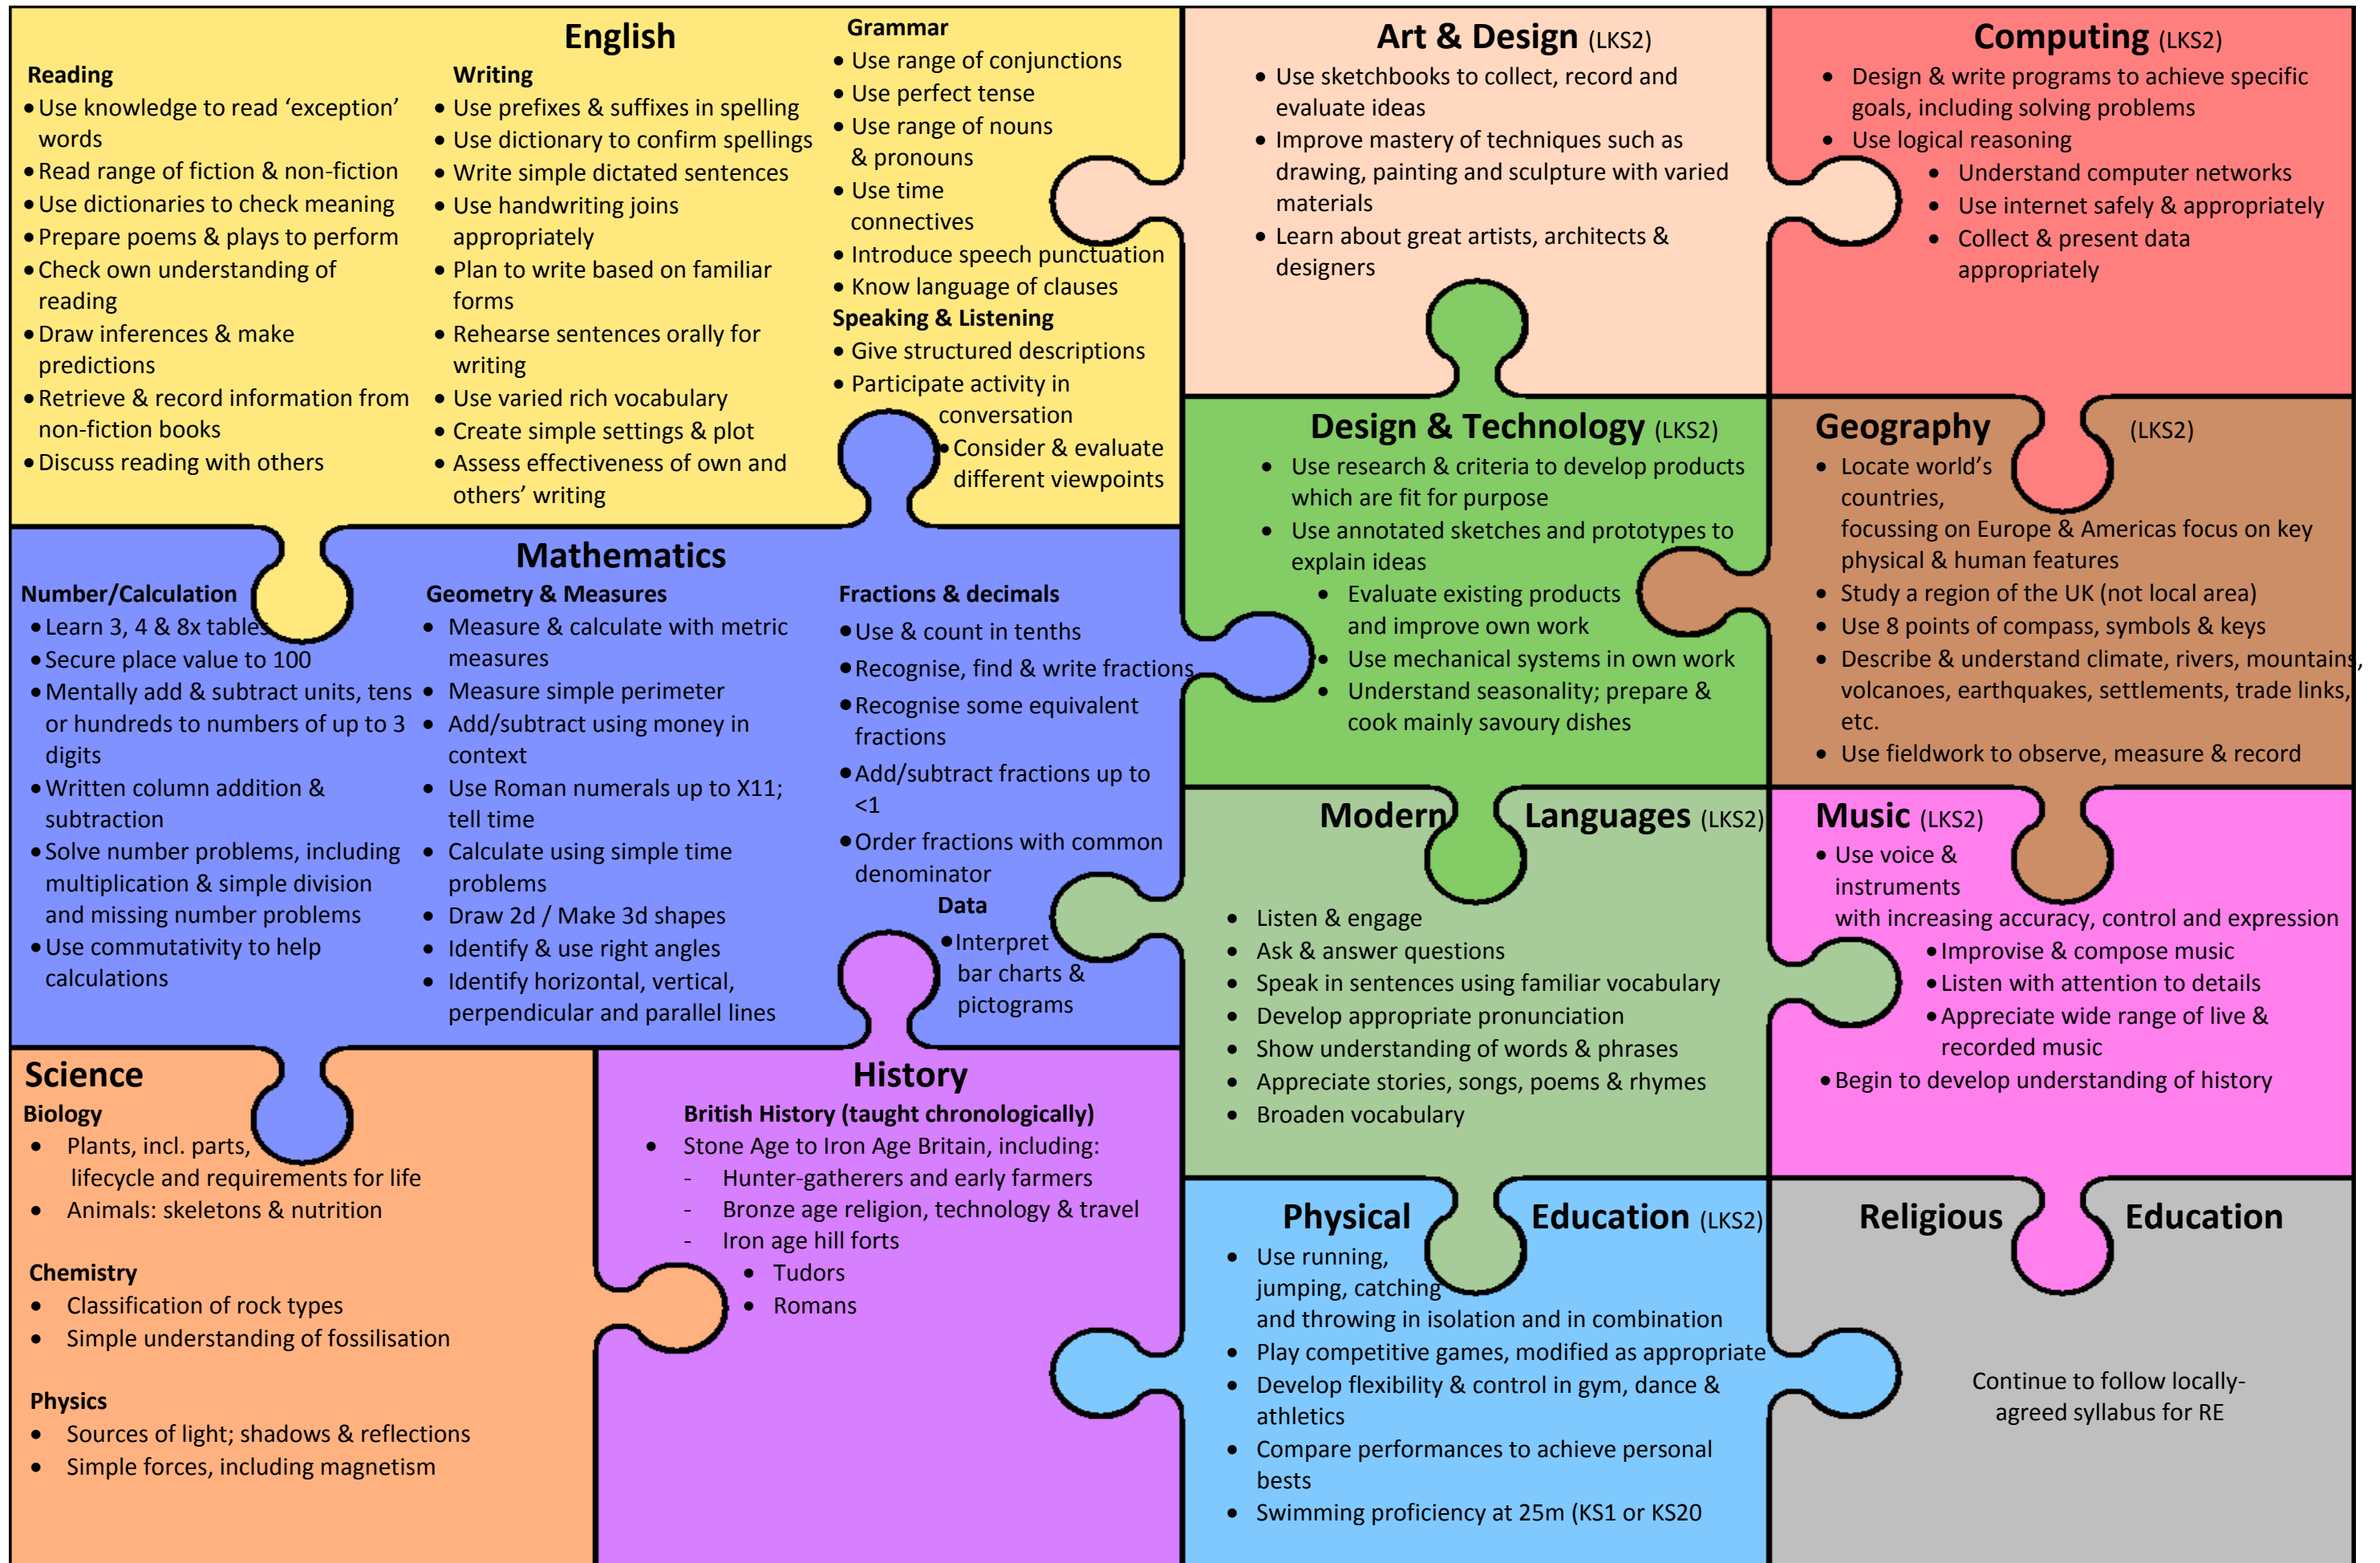 English
Reading
•Use knowledge to read ‘exception’
words
•Read range of fiction & non-fiction
•Use dictionaries to check meaning
•Prepare poems & plays to perform
•Check own understanding of
reading
•Draw inferences & make
predictions
•Retrieve & record information from
non-fiction books
•Discuss reading with others
Writing
• Use prefixes & suffixes in spelling
• Use dictionary to confirm spellings
• Write simple dictated sentences
• Use handwriting joins
appropriately
• Plan to write based on familiar
forms
• Rehearse sentences orally for
writing
• Use varied rich vocabulary
• Create simple settings & plot
• Assess effectiveness of own and
others’ writing
Grammar
• Use range of conjunctions
• Use perfect tense
• Use range of nouns
& pronouns
• Use time
connectives
• Introduce speech punctuation
• Know language of clauses
Speaking & Listening
• Give structured descriptions
• Participate activity in
conversation
•Consider & evaluate
different viewpoints
Art & Design (LKS2)
• Use sketchbooks to collect, record and
evaluate ideas
• Improve mastery of techniques such as
drawing, painting and sculpture with varied
materials
• Learn about great artists, architects &
designers
Computing (LKS2)
• Design & write programs to achieve specific
goals, including solving problems
• Use logical reasoning
• Understand computer networks
• Use internet safely & appropriately
• Collect & present data
appropriately
Mathematics
Number/Calculation
•Learn 3, 4 & 8x tables
•Secure place value to 100
•Mentally add & subtract units, tens
or hundreds to numbers of up to 3
digits
•Written column addition &
subtraction
•Solve number problems, including
multiplication & simple division
and missing number problems
•Use commutativity to help
calculations
Geometry & Measures
• Measure & calculate with metric
measures
• Measure simple perimeter
• Add/subtract using money in
context
• Use Roman numerals up to X11;
tell time
• Calculate using simple time
problems
• Draw 2d / Make 3d shapes
• Identify & use right angles
• Identify horizontal, vertical,
perpendicular and parallel lines
Fractions & decimals
•Use & count in tenths
•Recognise, find & write fractions
•Recognise some equivalent
fractions
•Add/subtract fractions up to
<1
•Order fractions with common
denominator
Data
•Interpret
bar charts &
pictograms
Design & Technology (LKS2)
• Use research & criteria to develop products
which are fit for purpose
• Use annotated sketches and prototypes to
explain ideas
• Evaluate existing products
and improve own work
• Use mechanical systems in own work
• Understand seasonality; prepare &
cook mainly savoury dishes
Geography (LKS2)
• Locate world’s
countries,
focussing on Europe & Americas focus on key
physical & human features
• Study a region of the UK (not local area)
• Use 8 points of compass, symbols & keys
• Describe & understand climate, rivers, mountains,
volcanoes, earthquakes, settlements, trade links,
etc.
• Use fieldwork to observe, measure & record
Modern Languages (LKS2)
• Listen & engage
• Ask & answer questions
• Speak in sentences using familiar vocabulary
• Develop appropriate pronunciation
• Show understanding of words & phrases
• Appreciate stories, songs, poems & rhymes
• Broaden vocabulary
Music (LKS2)
• Use voice &
instruments
with increasing accuracy, control and expression
•Improvise & compose music
•Listen with attention to details
•Appreciate wide range of live &
recorded music
•Begin to develop understanding of history
Science
Biology
• Plants, incl. parts,
lifecycle and requirements for life
• Animals: skeletons & nutrition
Chemistry
• Classification of rock types
• Simple understanding of fossilisation
Physics
• Sources of light; shadows & reflections
• Simple forces, including magnetism
History
British History (taught chronologically)
• Stone Age to Iron Age Britain, including:
- Hunter-gatherers and early farmers
- Bronze age religion, technology & travel
- Iron age hill forts
• Tudors
• Romans
Physical Education (LKS2)
• Use running,
jumping, catching
and throwing in isolation and in combination
• Play competitive games, modified as appropriate
• Develop flexibility & control in gym, dance &
athletics
• Compare performances to achieve personal
bests
• Swimming proficiency at 25m (KS1 or KS20
Religious Education
Continue to follow locally-
agreed syllabus for RE